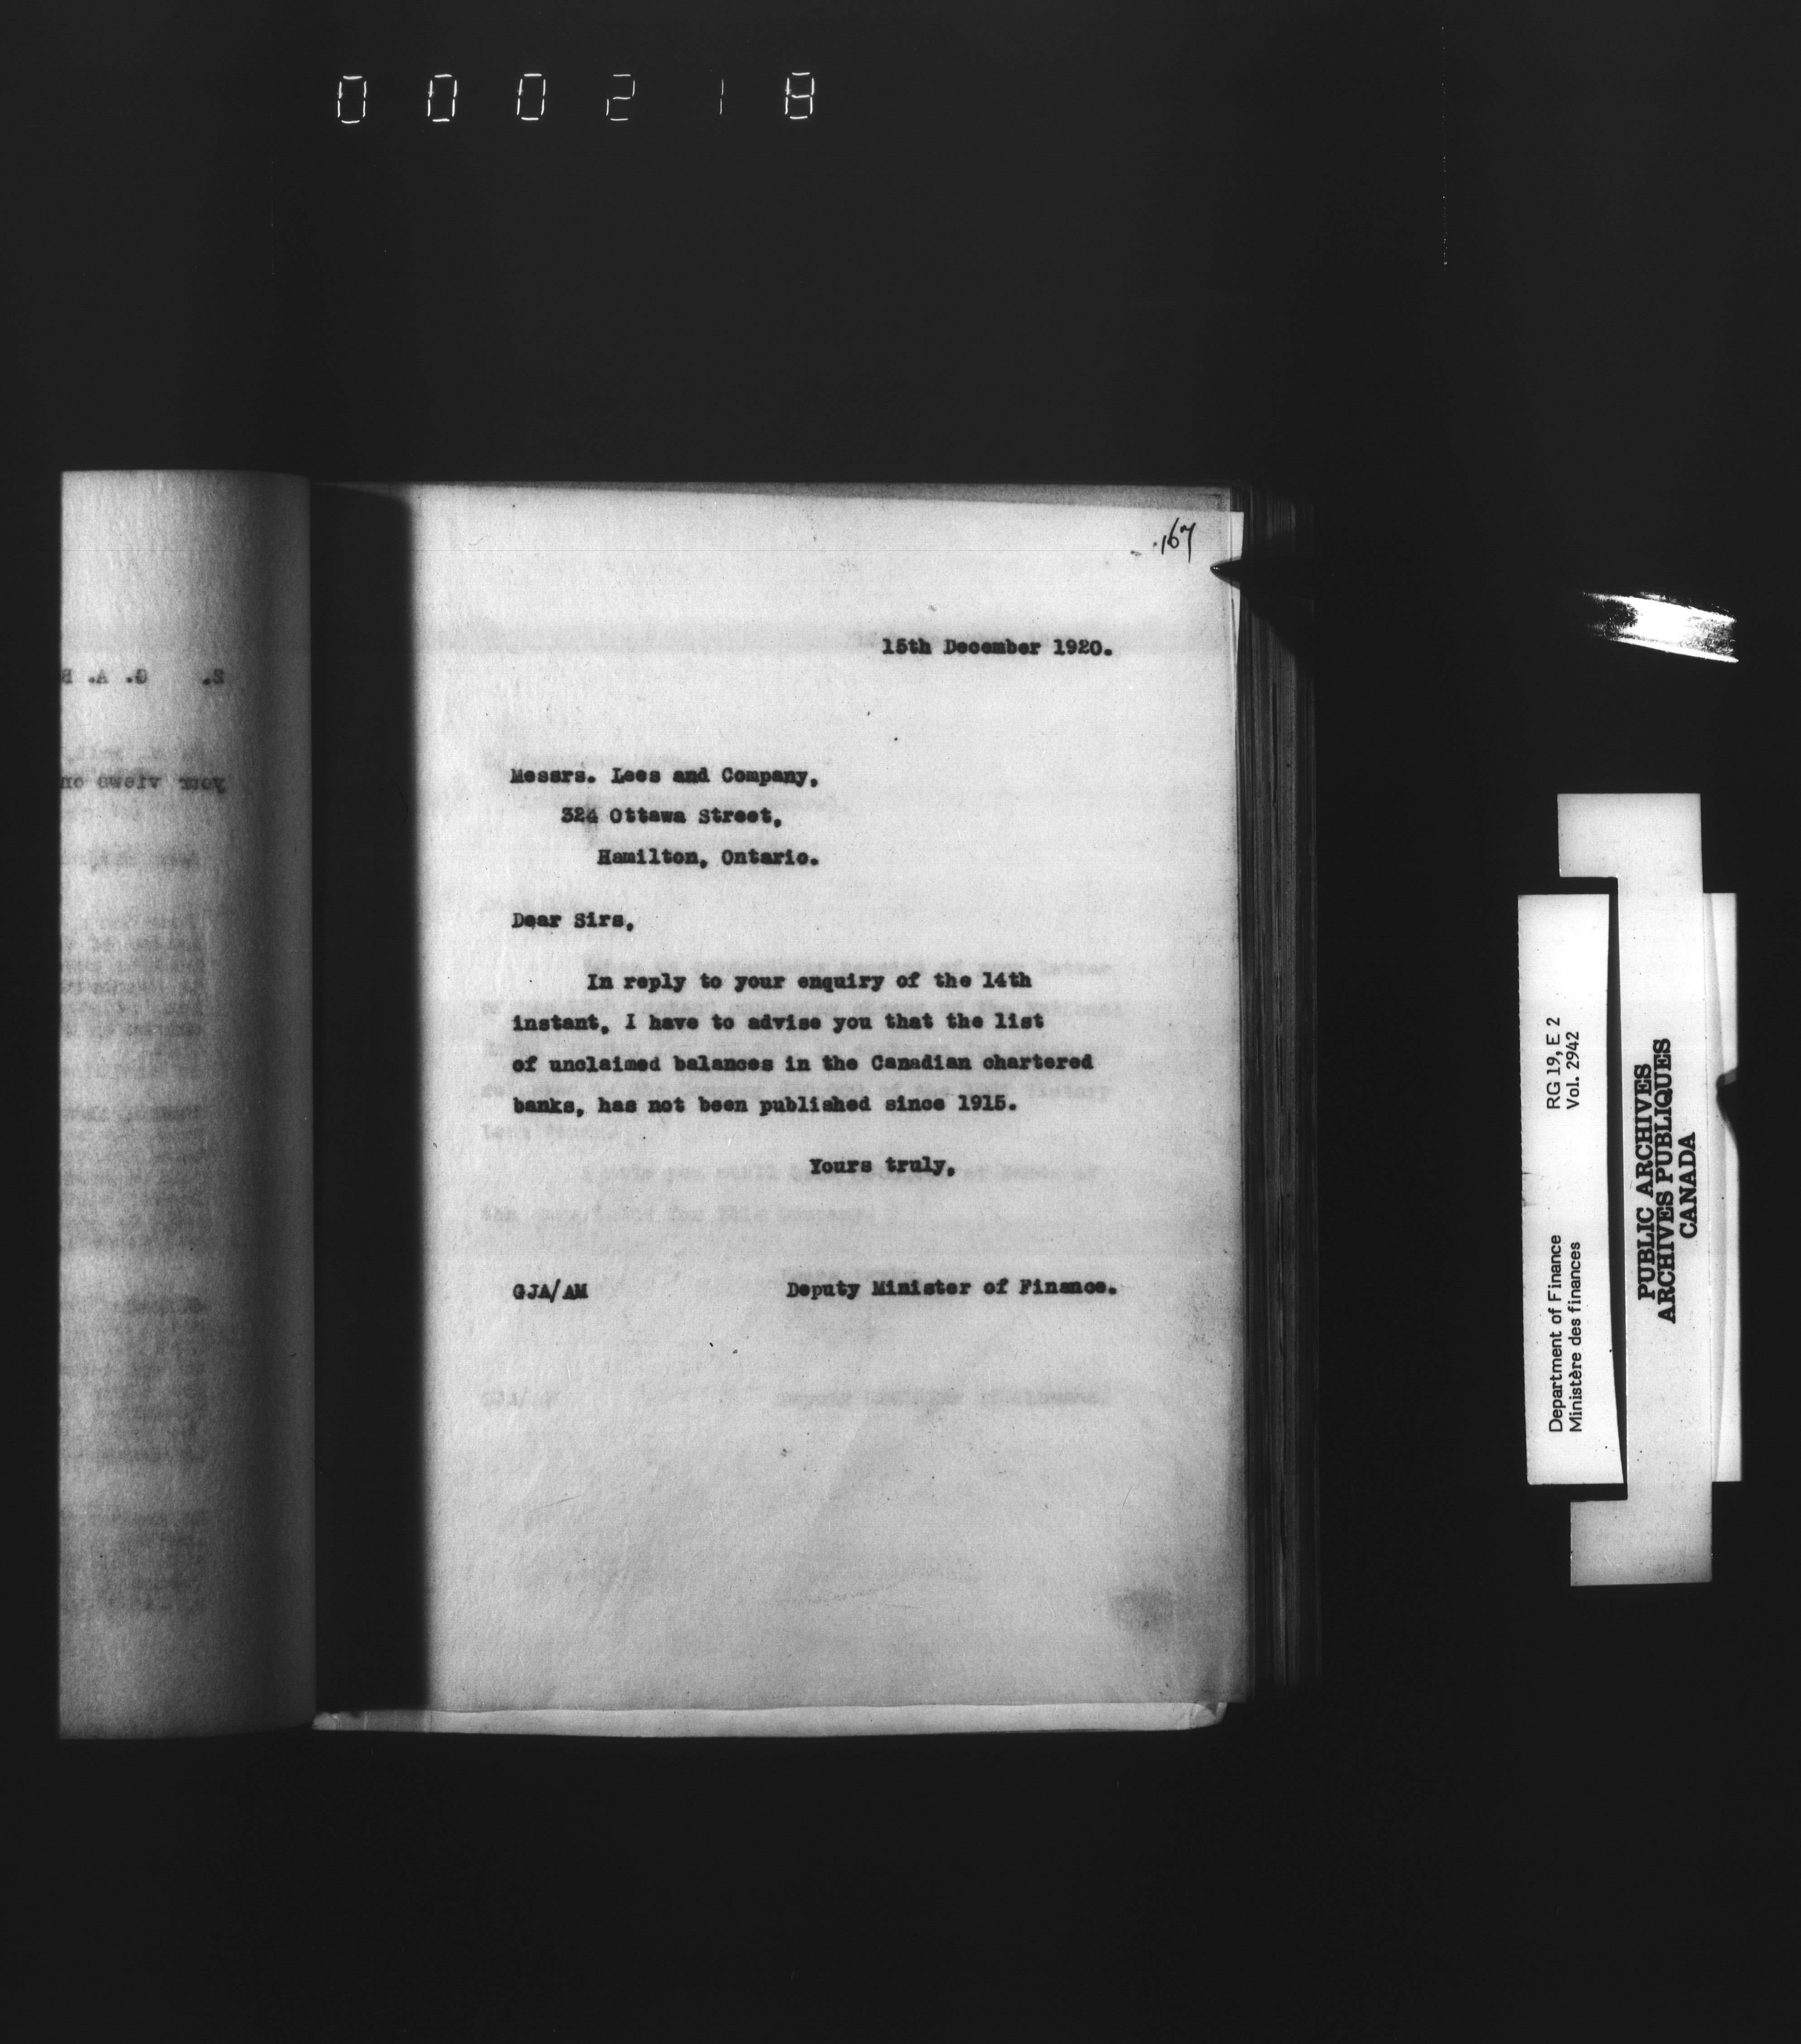 000218
167
15th December 1920.
Messrs. Lees and Company,
324 Ottawa Street,
Hamilton, Ontario.
Dear Sirs,
In reply to your enquiry of the 14th
instant, I have to advise you that the list
of unclaimed balances in the Canadian chartered
banks, has not been published since 1915.
Yours truly,
GJA/AM Deputy Minister of Finance.
2. G. A. B
your views on
Department of Finance RG 19, E 2
Ministère des finances Vol. 2942
PUBLIC ARCHIVES
ARCHIVES PUBLIQUES
CANADA